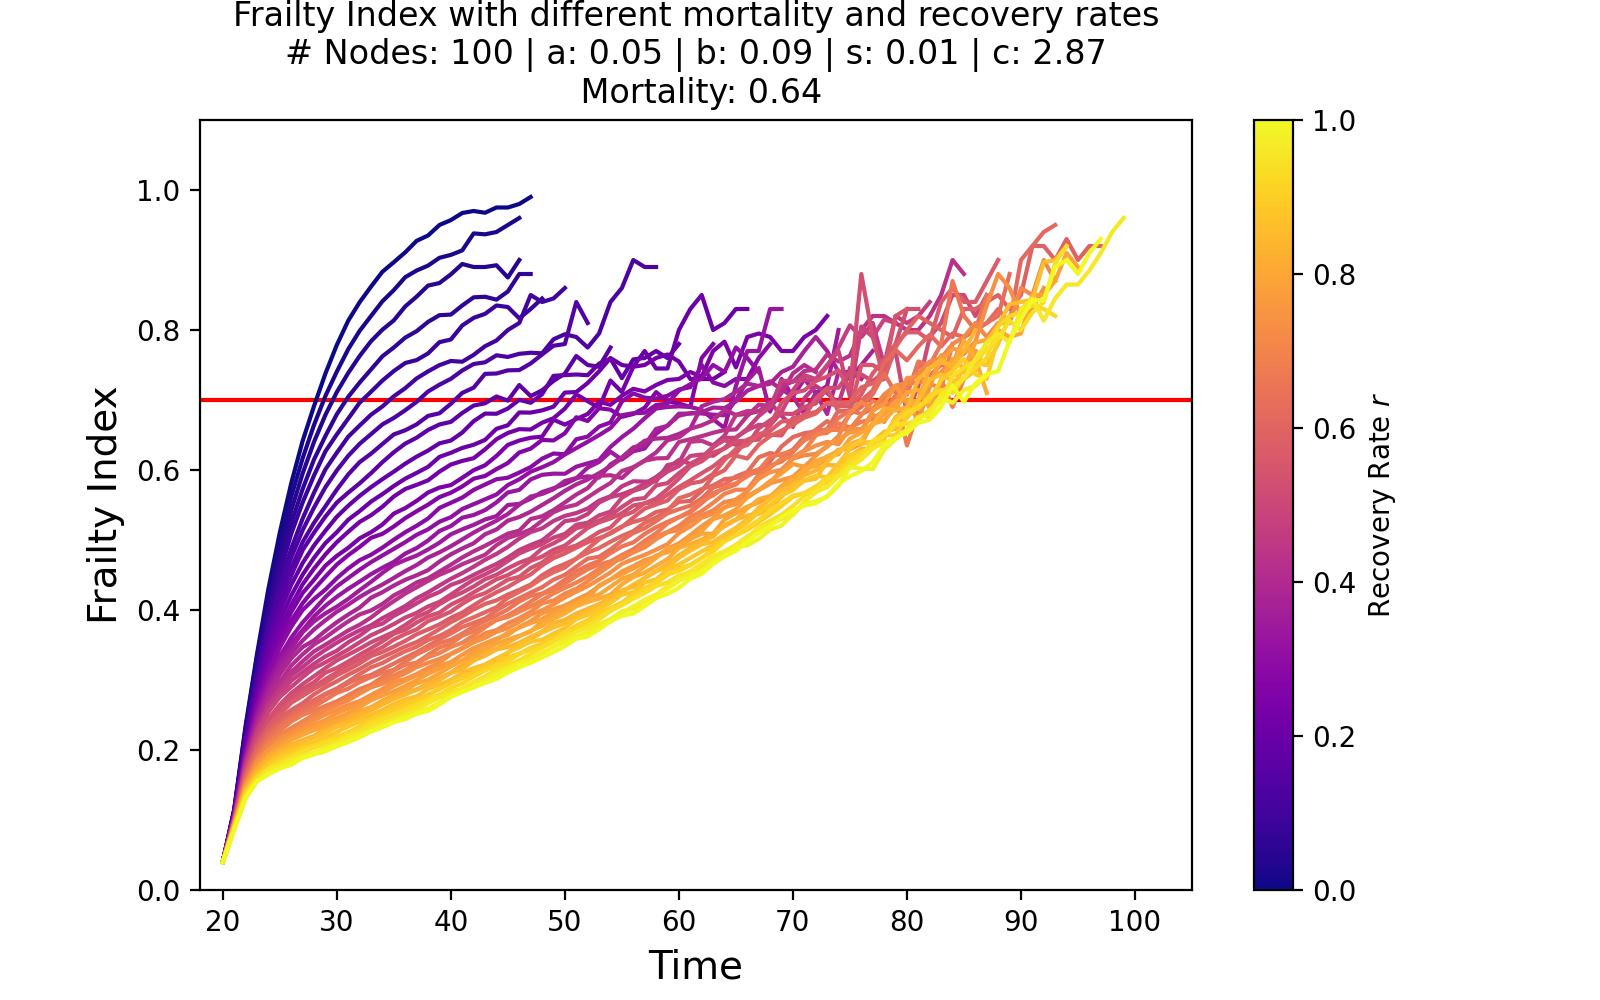 Frailty Index with different mortality and recovery rates
# Nodes: 100 | a: 0.05 | b: 0.09 | s: 0.01 | c: 2.87
Mortality: 0.64
Frailty Index
1.0
0.8
0.6
0.4
0.2
0.0
20 30 40 50 60 70 80 90 100
Time
1.0
0.8
0.6
0.4
0.2
0.0
Recovery Rate r